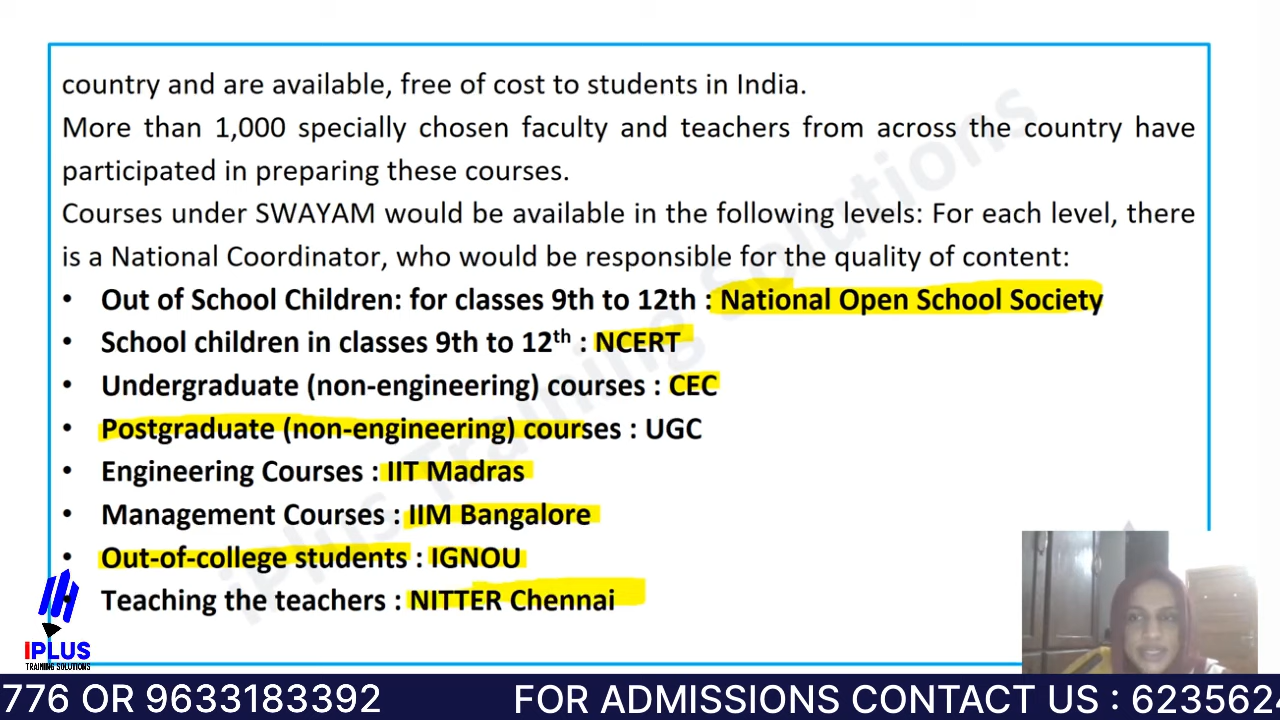 country and are available, free of cost to students in India.
More than 1,000 specially chosen faculty and teachers from across the country have
participated in preparing these courses.
Courses under SWAYAM would be available in the following levels: For each level, there
is a National Coordinator, who would be responsible for the quality of content:
• Out of School Children: for classes 9th to 12th : National Open School Society
• School children in classes 9th to 12th : NCERT
• Undergraduate (non-engineering) courses : CEC
• Postgraduate (non-engineering) courses : UGC
• Engineering Courses : IIT Madras
• Management Courses : IIM Bangalore
• Out-of-college students : IGNOU
Teaching the teachers : NITTER Chennai
iPlus Training Solutions
IPLUS
TRAINING SOLUTIONS
776 OR 9633183392 FOR ADMISSIONS CONTACT US : 623562